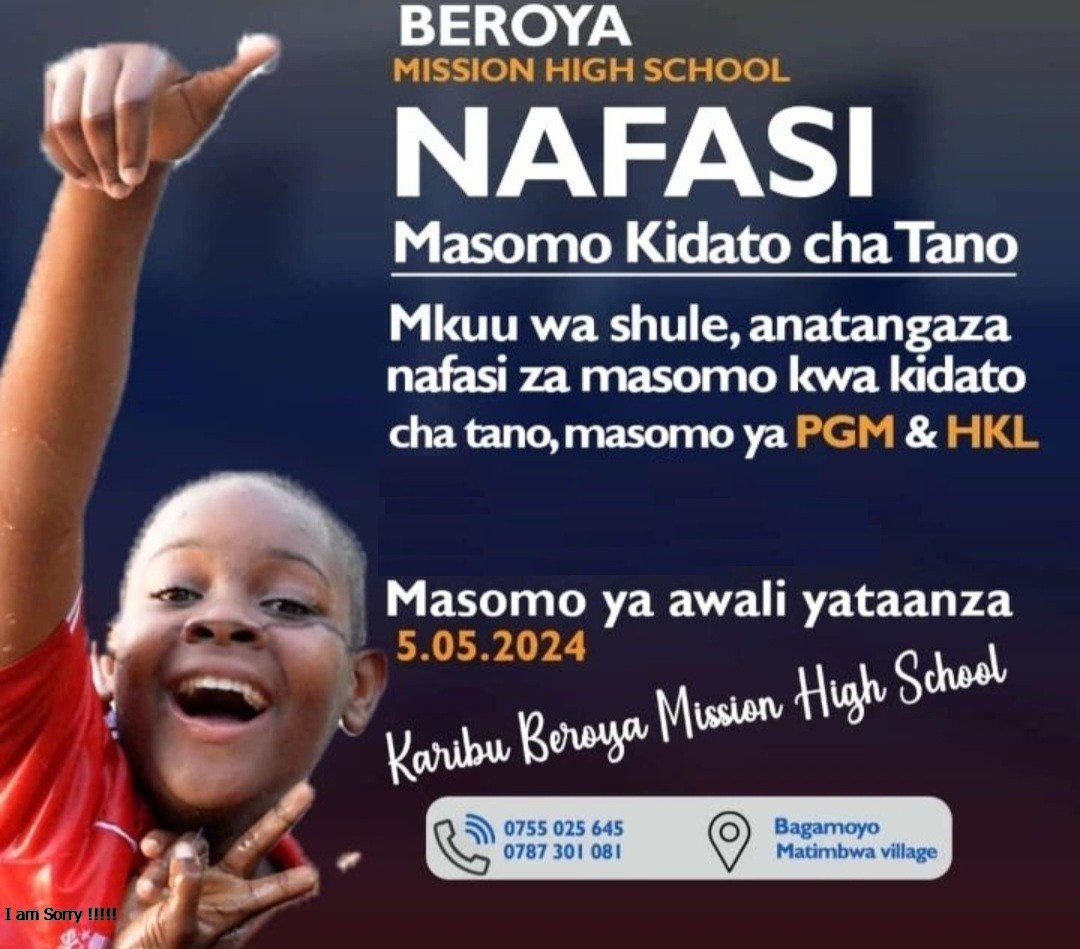 BEROYA
MISSION HIGH SCHOOL
NAFASI
Masomo Kidato cha Tano
Mkuu wa shule, anatangaza
nafasi za masomo kwa kidato
cha tano, masomo ya PGM & HKL
Masomo ya awali yataanza
5.05.2024
Karibu Beroya Mission High School
0755 025 645
0787 301 081
Bagamoyo
Matimbwa village
I am Sorry !!!!!